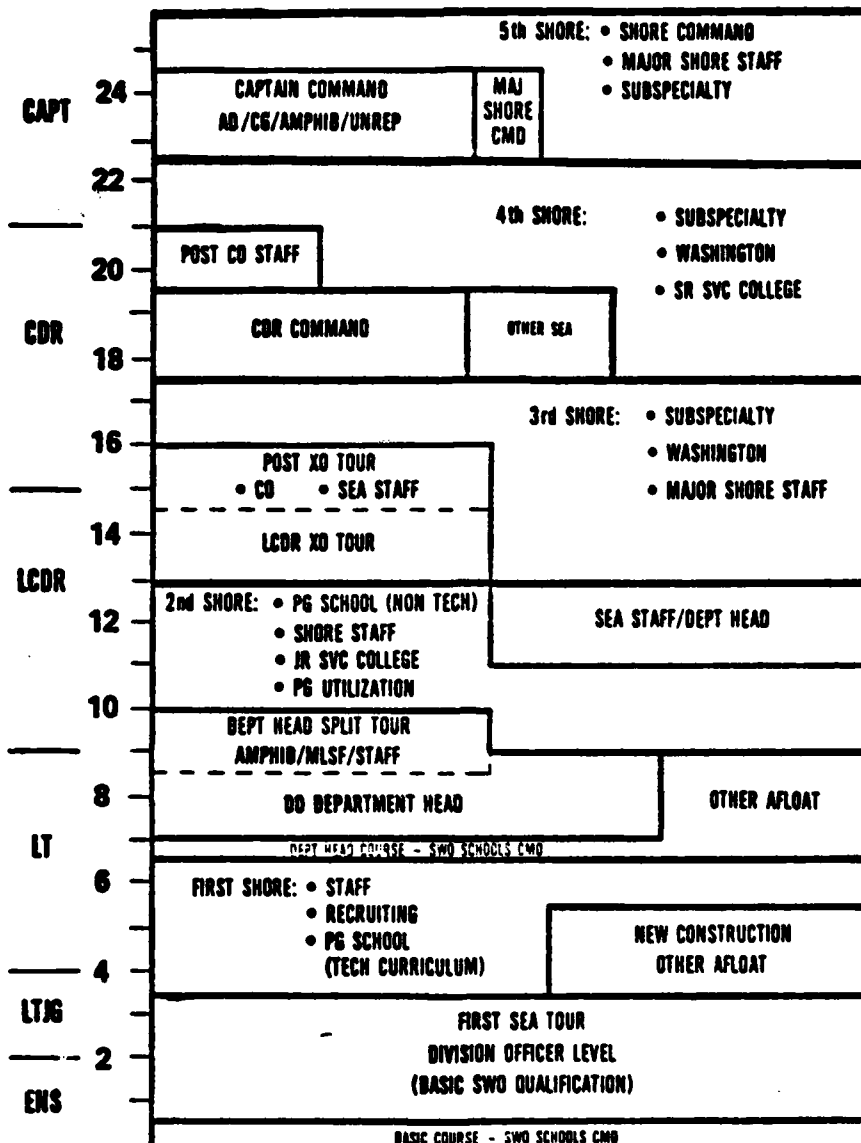 5th SHORE: • SHORE COMMAND
• MAJOR SHORE STAFF
• SUBSPECIALTY
CAPT
24
CAPTAIN COMMAND
AD/CG/AMPHIB/UNREP
MAJ
SHORE
CMD
22
4th SHORE: • SUBSPECIALTY
• WASHINGTON
• SR SVC COLLEGE
20
POST CO STAFF
CDR
CDR COMMAND
OTHER SEA
18
3rd SHORE: • SUBSPECIALTY
• WASHINGTON
• MAJOR SHORE STAFF
16
POST XO TOUR
• CO • SEA STAFF
14
LCDR XO TOUR
LCDR
2nd SHORE: • PG SCHOOL (NON TECH)
• SHORE STAFF
• JR SVC COLLEGE
• PG UTILIZATION
12
SEA STAFF/DEPT HEAD
10
DEPT HEAD SPLIT TOUR
AMPHIB/MLSF/STAFF
8
DD DEPARTMENT HEAD
OTHER AFLOAT
LT
DEPT HEAD COURSE - SWO SCHOOLS CMD
6
FIRST SHORE: • STAFF
• RECRUITING
• PG SCHOOL
(TECH CURRICULUM)
NEW CONSTRUCTION
OTHER AFLOAT
4
LTJG
FIRST SEA TOUR
DIVISION OFFICER LEVEL
(BASIC SWO QUALIFICATION)
2
ENS
BASIC COURSE - SWO SCHOOLS CMD